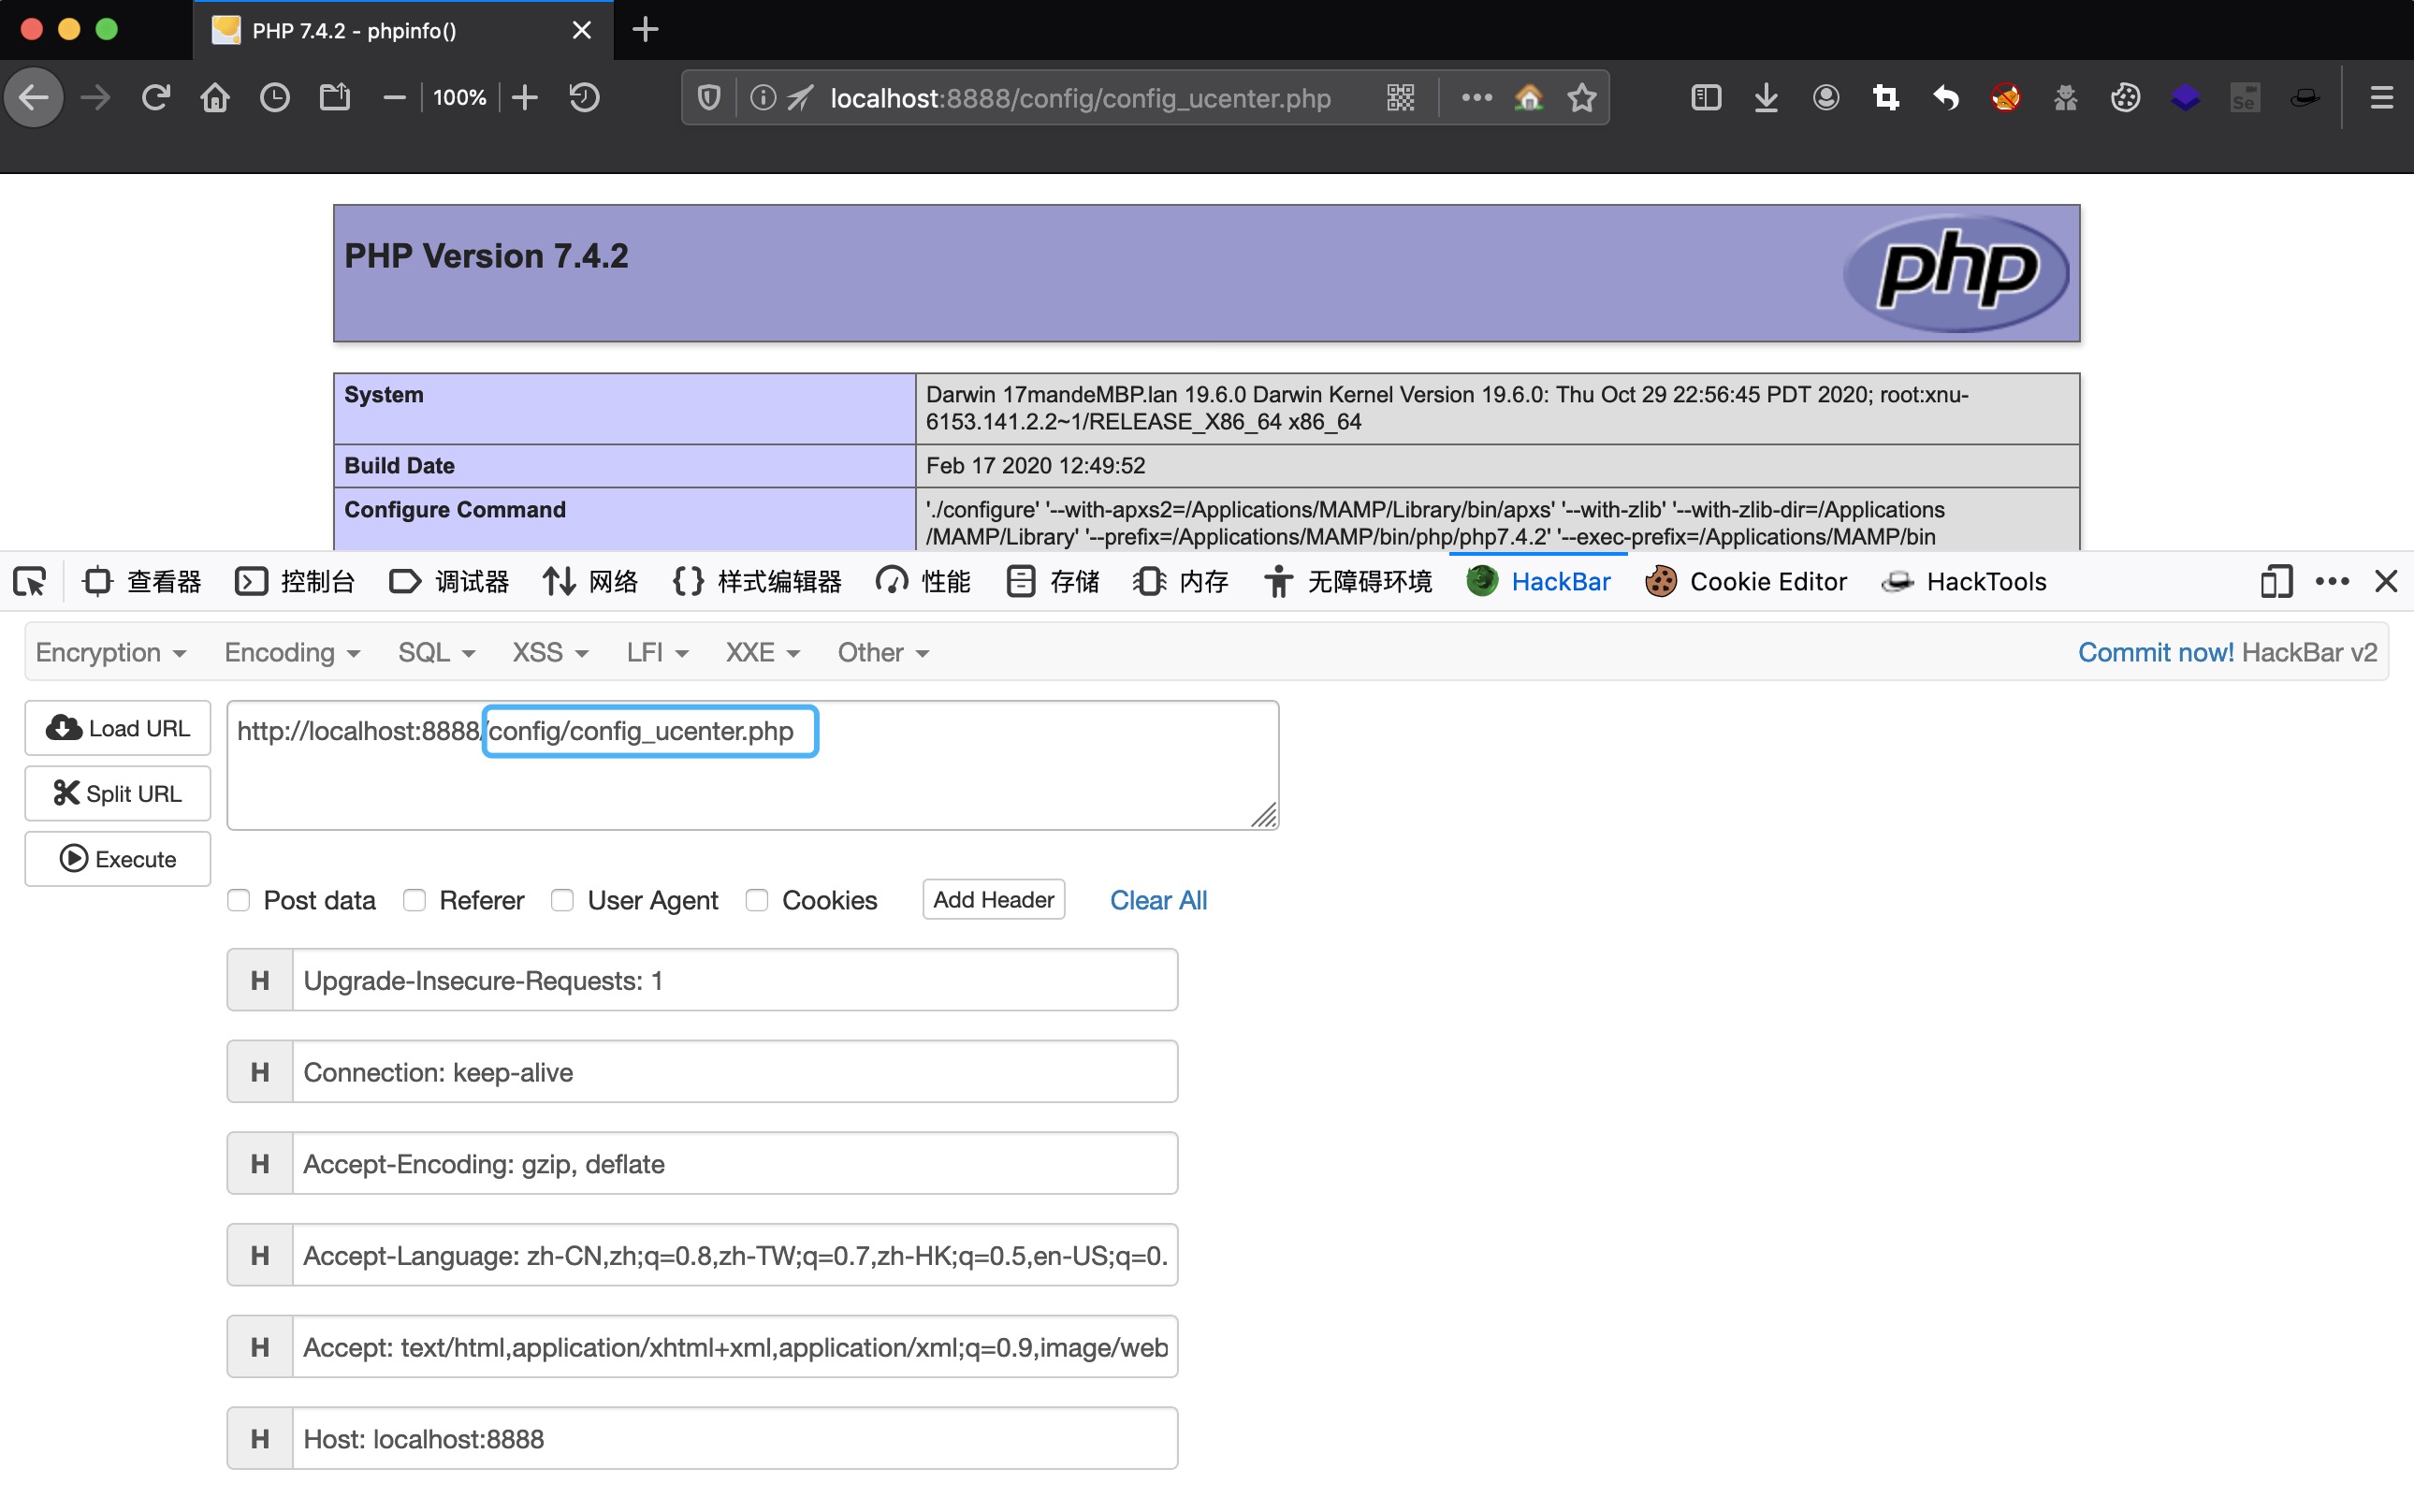 PHP 7.4.2 - phpinfo()
100%
localhost:8888/config/config_ucenter.php
Se
PHP Version 7.4.2
php
System
Darwin 17mandeMBP.lan 19.6.0 Darwin Kernel Version 19.6.0: Thu Oct 29 22:56:45 PDT 2020; root:xnu-
6153.141.2.2~1/RELEASE_X86_64 x86_64
Build Date
Feb 17 2020 12:49:52
Configure Command
'./configure' '--with-apxs2=/Applications/MAMP/Library/bin/apxs' '--with-zlib' '--with-zlib-dir=/Applications
/MAMP/Library' '--prefix=/Applications/MAMP/bin/php/php7.4.2' '--exec-prefix=/Applications/MAMP/bin
查看器 控制台 调试器 网络 样式编辑器 性能 存储 内存 无障碍环境 HackBar Cookie Editor HackTools
Encryption Encoding SQL XSS LFI XXE Other
Commit now! HackBar v2
Load URL
http://localhost:8888/config/config_ucenter.php
Split URL
Execute
Post data Referer User Agent Cookies Add Header Clear All
H Upgrade-Insecure-Requests: 1
H Connection: keep-alive
H Accept-Encoding: gzip, deflate
H Accept-Language: zh-CN,zh;q=0.8,zh-TW;q=0.7,zh-HK;q=0.5,en-US;q=0.
H Accept: text/html,application/xhtml+xml,application/xml;q=0.9,image/web
H Host: localhost:8888